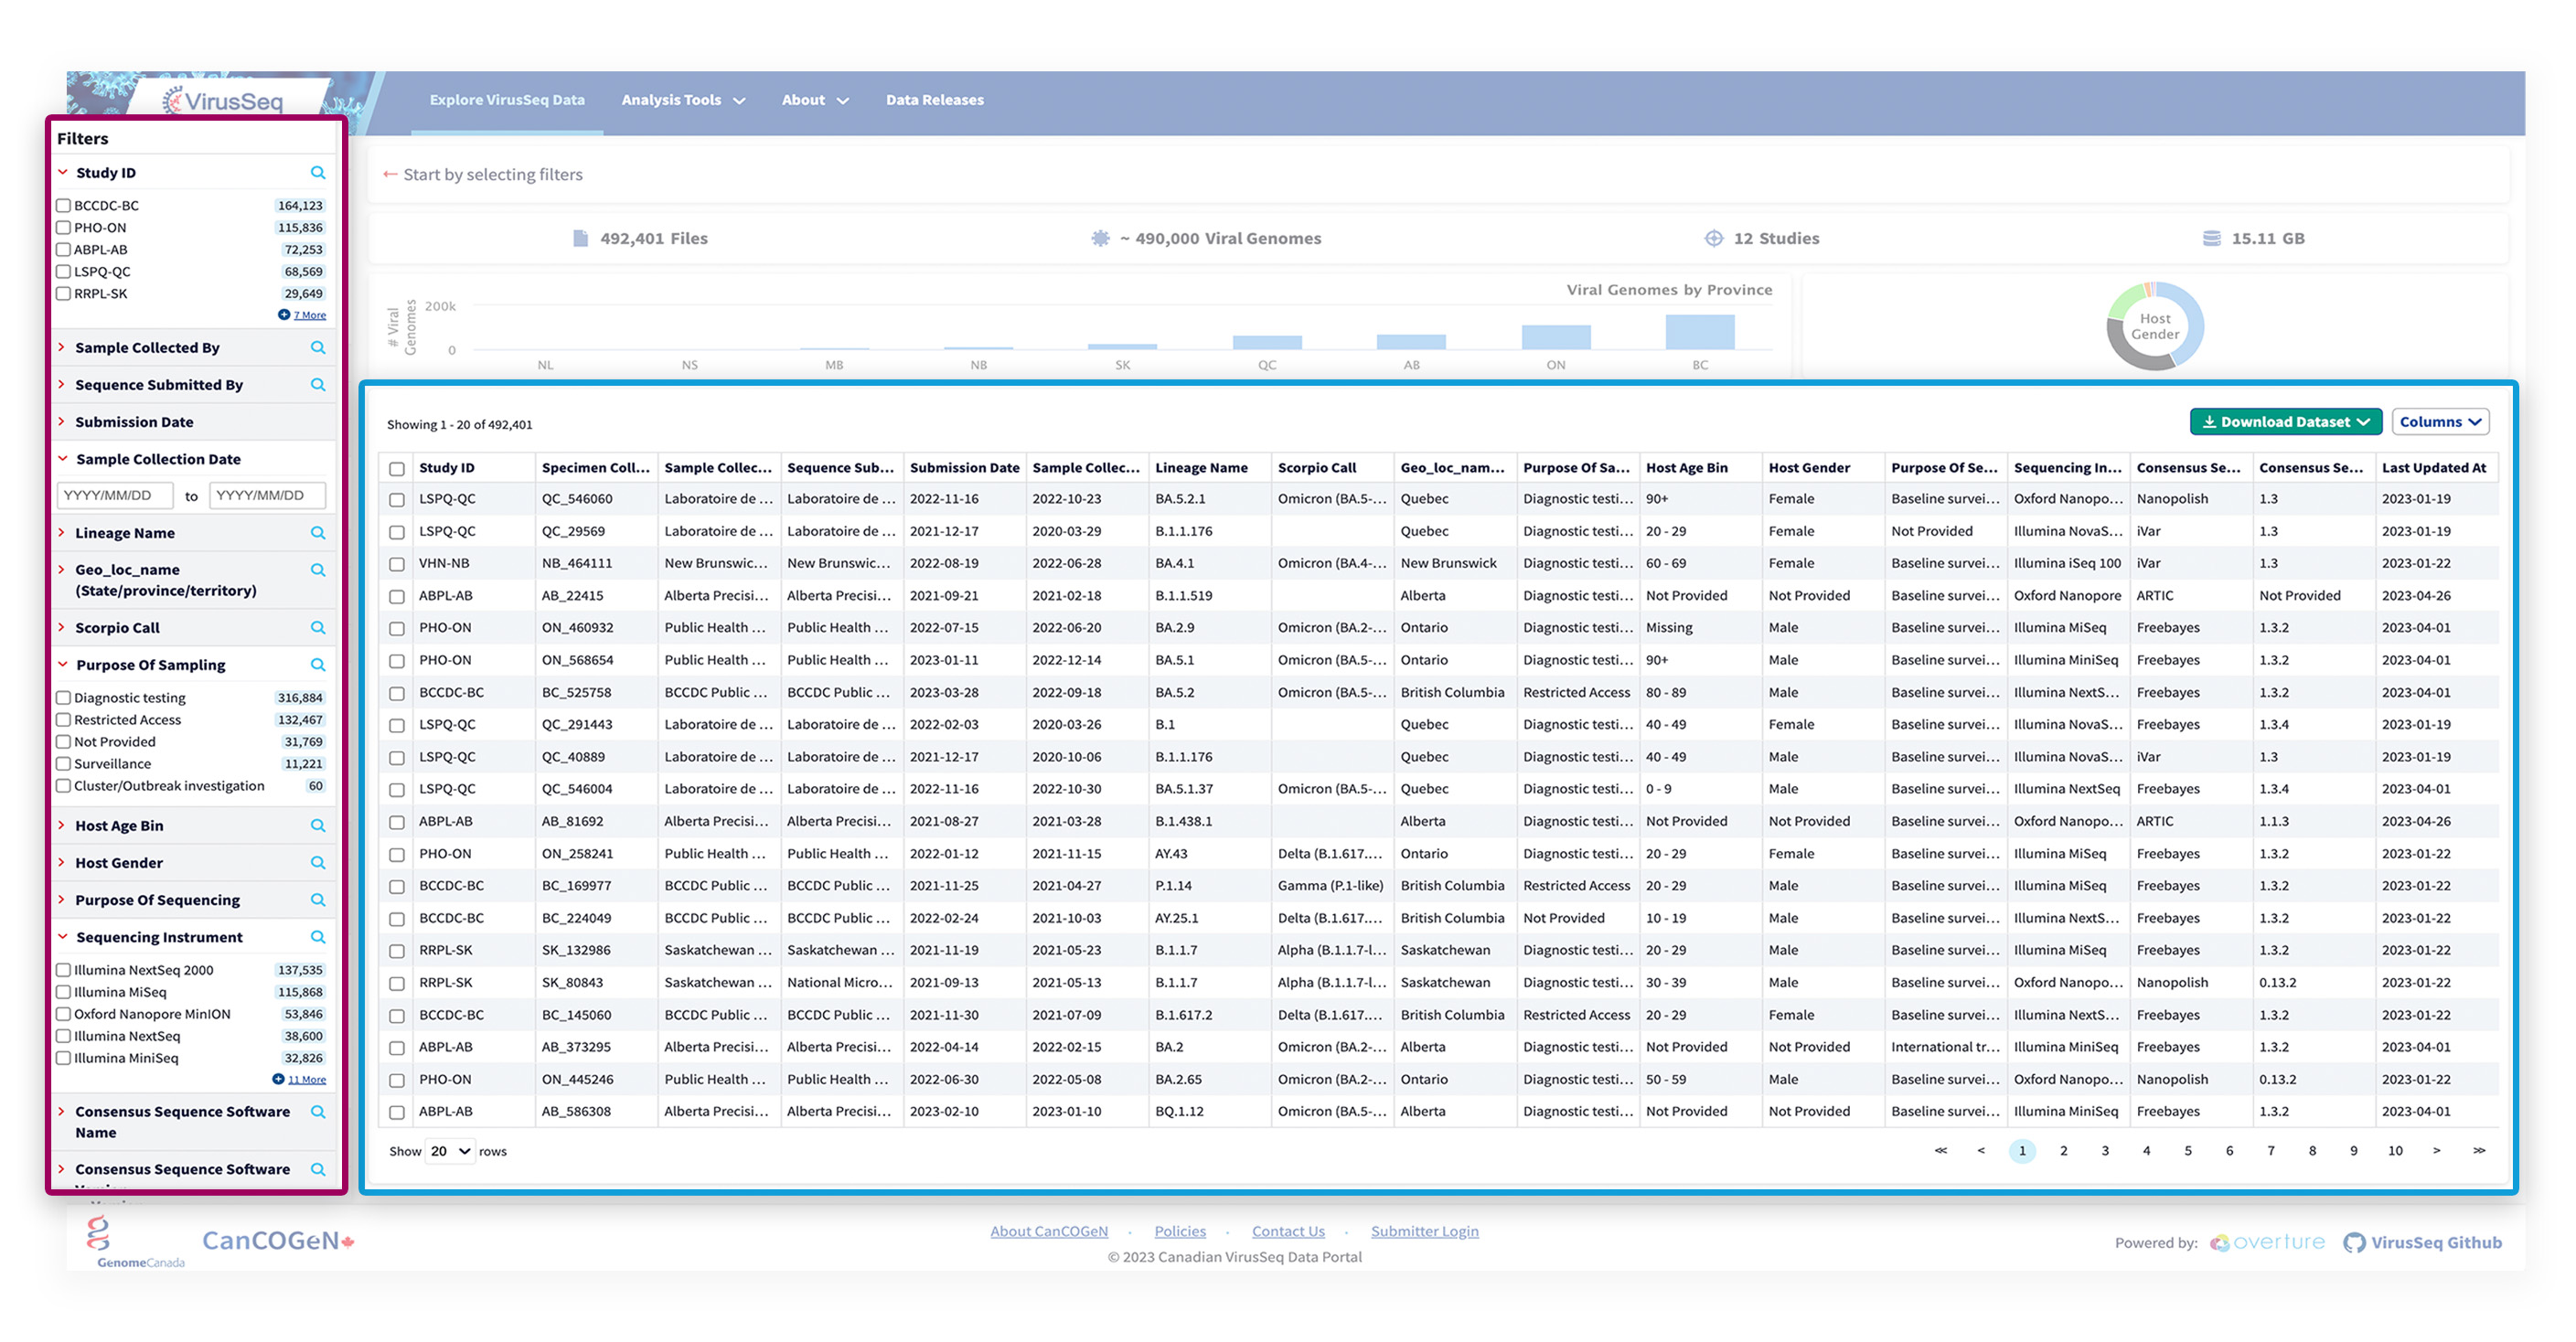 VirusSeq
Explore VirusSeq Data Analysis Tools About Data Releases
Filters
Study ID
BCCDC-BC 164,123
PHO-ON 115,836
ABPL-AB 72,253
LSPQ-QC 68,569
RRPL-SK 29,649
7 More
Sample Collected By
Sequence Submitted By
Submission Date
Sample Collection Date
YYYY/MM/DD to YYYY/MM/DD
Lineage Name
Geo_loc_name
(State/province/territory)
Scorpio Call
Purpose Of Sampling
Diagnostic testing 316,884
Restricted Access 132,467
Not Provided 31,769
Surveillance 11,221
Cluster/Outbreak investigation 60
Host Age Bin
Host Gender
Purpose Of Sequencing
Sequencing Instrument
Illumina NextSeq 2000 137,535
Illumina MiSeq 115,868
Oxford Nanopore MinION 53,846
Illumina NextSeq 38,600
Illumina MiniSeq 32,826
11 More
Consensus Sequence Software
Name
Consensus Sequence Software
Version
← Start by selecting filters
492,401 Files ~ 490,000 Viral Genomes 12 Studies 15.11 GB
Viral Genomes by Province
# Viral
Genomes
200k
0
NL NS MB NB SK QC AB ON BC
Host
Gender
Showing 1 - 20 of 492,401
Download Dataset Columns
Study ID Specimen Coll... Sample Collec... Sequence Sub... Submission Date Sample Collec... Lineage Name Scorpio Call Geo_loc_nam... Purpose Of Sa... Host Age Bin Host Gender Purpose Of Se... Sequencing In... Consensus Se... Consensus Se... Last Updated At
LSPQ-QC QC_546060 Laboratoire de ... Laboratoire de ... 2022-11-16 2022-10-23 BA.5.2.1 Omicron (BA.5-... Quebec Diagnostic testi... 90+ Female Baseline survei... Oxford Nanopo... Nanopolish 1.3 2023-01-19
LSPQ-QC QC_29569 Laboratoire de ... Laboratoire de ... 2021-12-17 2020-03-29 B.1.1.176 Quebec Diagnostic testi... 20 - 29 Female Not Provided Illumina NovaS... iVar 1.3 2023-01-19
VHN-NB NB_464111 New Brunswic... New Brunswic... 2022-08-19 2022-06-28 BA.4.1 Omicron (BA.4-... New Brunswick Diagnostic testi... 60 - 69 Female Baseline survei... Illumina iSeq 100 iVar 1.3 2023-01-22
ABPL-AB AB_22415 Alberta Precisi... Alberta Precisi... 2021-09-21 2021-02-18 B.1.1.519 Alberta Diagnostic testi... Not Provided Not Provided Baseline survei... Oxford Nanopore ARTIC Not Provided 2023-04-26
PHO-ON ON_460932 Public Health ... Public Health ... 2022-07-15 2022-06-20 BA.2.9 Omicron (BA.2-... Ontario Diagnostic testi... Missing Male Baseline survei... Illumina MiSeq Freebayes 1.3.2 2023-04-01
PHO-ON ON_568654 Public Health ... Public Health ... 2023-01-11 2022-12-14 BA.5.1 Omicron (BA.5-... Ontario Diagnostic testi... 90+ Male Baseline survei... Illumina MiniSeq Freebayes 1.3.2 2023-04-01
BCCDC-BC BC_525758 BCCDC Public ... BCCDC Public ... 2023-03-28 2022-09-18 BA.5.2 Omicron (BA.5-... British Columbia Restricted Access 80 - 89 Male Baseline survei... Illumina NextS... Freebayes 1.3.2 2023-04-01
LSPQ-QC QC_291443 Laboratoire de ... Laboratoire de ... 2022-02-03 2020-03-26 B.1 Quebec Diagnostic testi... 40 - 49 Female Baseline survei... Illumina NovaS... Freebayes 1.3.4 2023-01-19
LSPQ-QC QC_40889 Laboratoire de ... Laboratoire de ... 2021-12-17 2020-10-06 B.1.1.176 Quebec Diagnostic testi... 40 - 49 Male Baseline survei... Illumina NovaS... iVar 1.3 2023-01-19
LSPQ-QC QC_546004 Laboratoire de ... Laboratoire de ... 2022-11-16 2022-10-30 BA.5.1.37 Omicron (BA.5-... Quebec Diagnostic testi... 0 - 9 Male Baseline survei... Illumina NextSeq Freebayes 1.3.4 2023-04-01
ABPL-AB AB_81692 Alberta Precisi... Alberta Precisi... 2021-08-27 2021-03-28 B.1.438.1 Alberta Diagnostic testi... Not Provided Not Provided Baseline survei... Oxford Nanopo... ARTIC 1.1.3 2023-04-26
PHO-ON ON_258241 Public Health ... Public Health ... 2022-01-12 2021-11-15 AY.43 Delta (B.1.617.... Ontario Diagnostic testi... 20 - 29 Female Baseline survei... Illumina MiSeq Freebayes 1.3.2 2023-01-22
BCCDC-BC BC_169977 BCCDC Public ... BCCDC Public ... 2021-11-25 2021-04-27 P.1.14 Gamma (P.1-like) British Columbia Restricted Access 20 - 29 Male Baseline survei... Illumina MiSeq Freebayes 1.3.2 2023-01-22
BCCDC-BC BC_224049 BCCDC Public ... BCCDC Public ... 2022-02-24 2021-10-03 AY.25.1 Delta (B.1.617.... British Columbia Not Provided 10 - 19 Male Baseline survei... Illumina NextS... Freebayes 1.3.2 2023-01-22
RRPL-SK SK_132986 Saskatchewan ... Saskatchewan ... 2021-11-19 2021-05-23 B.1.1.7 Alpha (B.1.1.7-l... Saskatchewan Diagnostic testi... 20 - 29 Male Baseline survei... Illumina MiSeq Freebayes 1.3.2 2023-01-22
RRPL-SK SK_80843 Saskatchewan ... National Micro... 2021-09-13 2021-05-13 B.1.1.7 Alpha (B.1.1.7-l... Saskatchewan Diagnostic testi... 30 - 39 Male Baseline survei... Oxford Nanopo... Nanopolish 0.13.2 2023-01-22
BCCDC-BC BC_145060 BCCDC Public ... BCCDC Public ... 2021-11-30 2021-07-09 B.1.617.2 Delta (B.1.617.... British Columbia Restricted Access 20 - 29 Female Baseline survei... Illumina NextS... Freebayes 1.3.2 2023-01-22
ABPL-AB AB_373295 Alberta Precisi... Alberta Precisi... 2022-04-14 2022-02-15 BA.2 Omicron (BA.2-... Alberta Diagnostic testi... Not Provided Not Provided International tr... Illumina MiniSeq Freebayes 1.3.2 2023-04-01
PHO-ON ON_445246 Public Health ... Public Health ... 2022-06-30 2022-05-08 BA.2.65 Omicron (BA.2-... Ontario Diagnostic testi... 50 - 59 Male Baseline survei... Oxford Nanopo... Nanopolish 0.13.2 2023-01-22
ABPL-AB AB_586308 Alberta Precisi... Alberta Precisi... 2023-02-10 2023-01-10 BQ.1.12 Omicron (BA.5-... Alberta Diagnostic testi... Not Provided Not Provided Baseline survei... Illumina MiniSeq Freebayes 1.3.2 2023-04-01
Show 20 rows << < 1 2 3 4 5 6 7 8 9 10 > >>
GenomeCanada CanCOGeN
About CanCOGeN · Policies · Contact Us · Submitter Login
© 2023 Canadian VirusSeq Data Portal
Powered by: overture VirusSeq Github